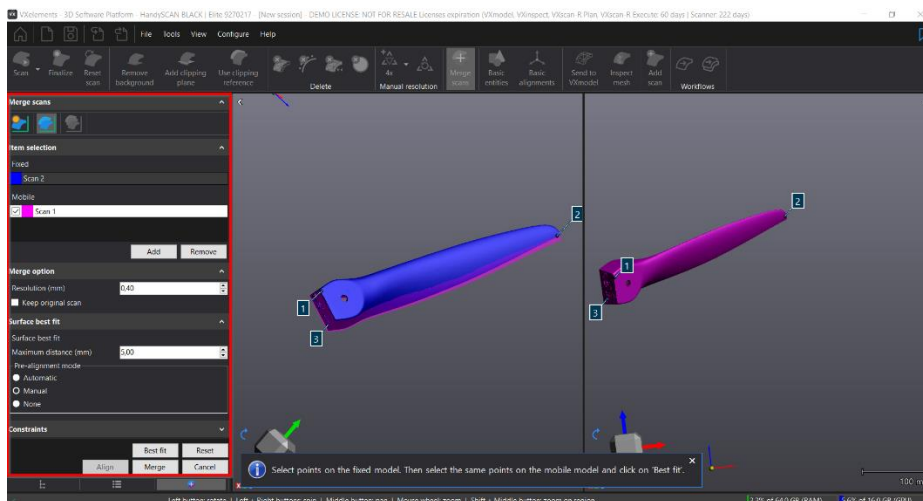 VXelements - 3D Software Platform - HandySCAN BLACK | Elite 9270217 - [New session] - DEMO LICENSE: NOT FOR RESALE Licenses expiration (VXmodel, VXinspect, VXscan-R Plan, VXscan-R Execute: 60 days | Scanner: 222 days)
File Tools View Configure Help
Scan Finalize Reset scan Remove background Add clipping plane Use clipping reference Delete 4x Manual resolution Merge scans Basic entities Basic alignments Send to VXmodel Inspect mesh Add scan Workflows
Merge scans
Item selection
Fixed
Scan 2
Mobile
Scan 1
Add Remove
Merge option
Resolution (mm) 0,40
Keep original scan
Surface best fit
Surface best fit
Maximum distance (mm) 5,00
Pre-alignment mode
Automatic
Manual
None
Constraints
Best fit Reset
Align Merge Cancel
2
1
3
2
1
3
Select points on the fixed model. Then select the same points on the mobile model and click on 'Best fit'.
100 m
Left button: rotate | Left + Right button: spin | Middle button: pan | Mouse wheel: zoom | Shift + Middle button: zoom on region